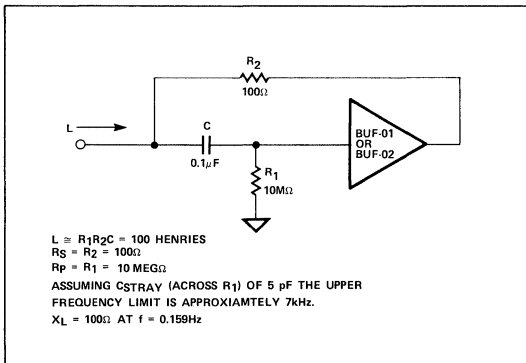 R2
100Ω
L
C
0.1μF
R1
10MΩ
BUF-01
OR
BUF-02
L ≅ R1R2C = 100 HENRIES
RS = R2 = 100Ω
RP = R1 = 10 MEGΩ
ASSUMING CSTRAY (ACROSS R1) OF 5 pF THE UPPER
FREQUENCY LIMIT IS APPROXIAMTELY 7kHz.
XL = 100Ω AT f = 0.159Hz